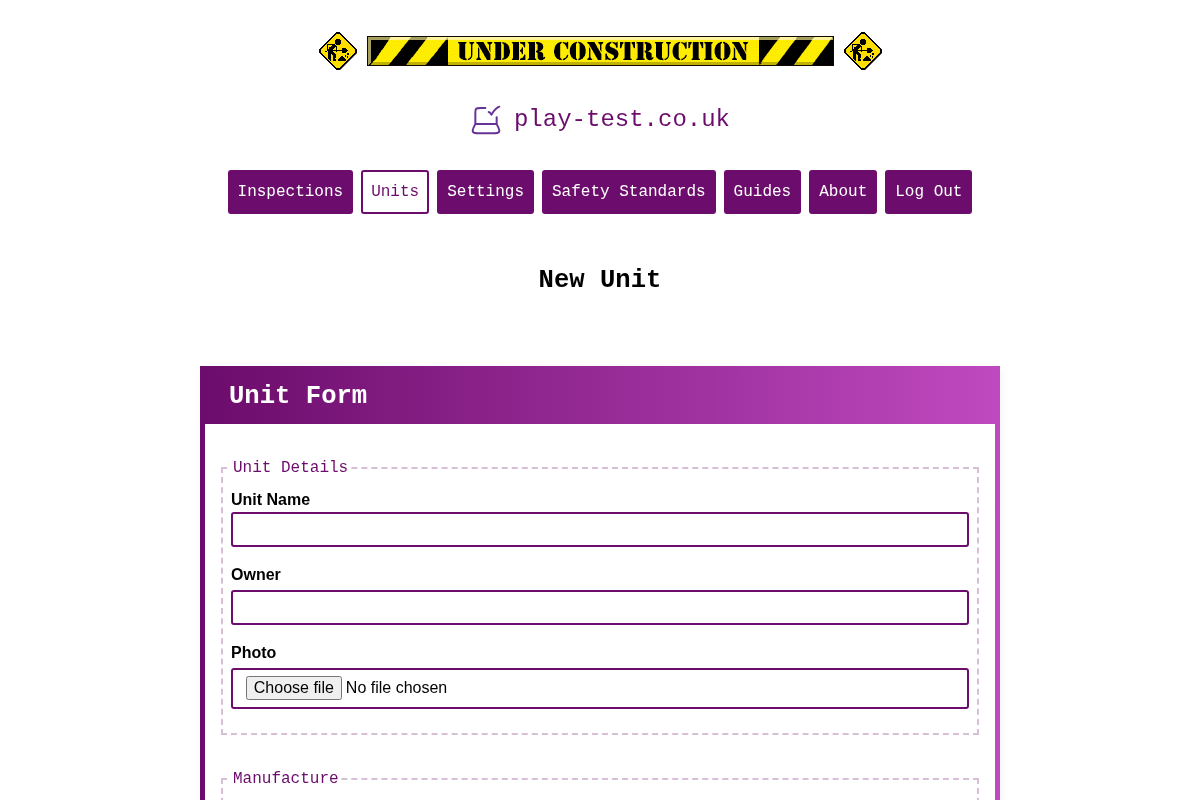 UNDER CONSTRUCTION
play-test.co.uk
Inspections Units Settings Safety Standards Guides About Log Out
New Unit
Unit Form
Unit Details
Unit Name
Owner
Photo
Choose file No file chosen
Manufacture